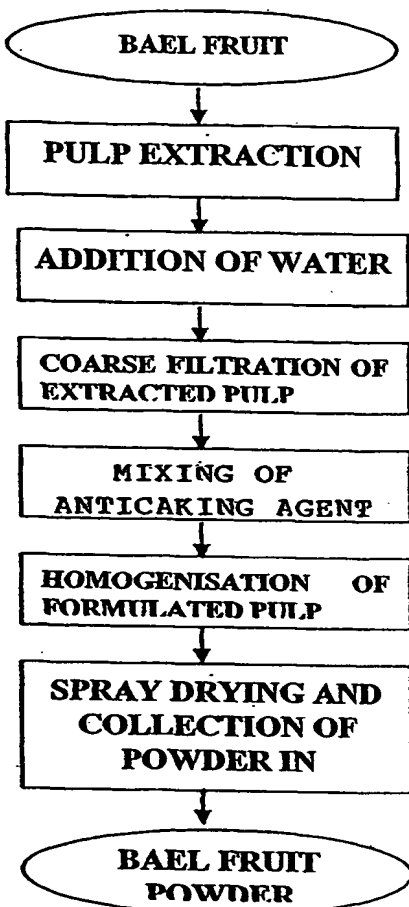 BAEL FRUIT
PULP EXTRACTION
ADDITION OF WATER
COARSE FILTRATION OF
EXTRACTED PULP
MIXING OF
ANTICAKING AGENT
HOMOGENISATION OF
FORMULATED PULP
SPRAY DRYING AND
COLLECTION OF
POWDER IN
BAEL FRUIT
POWDER